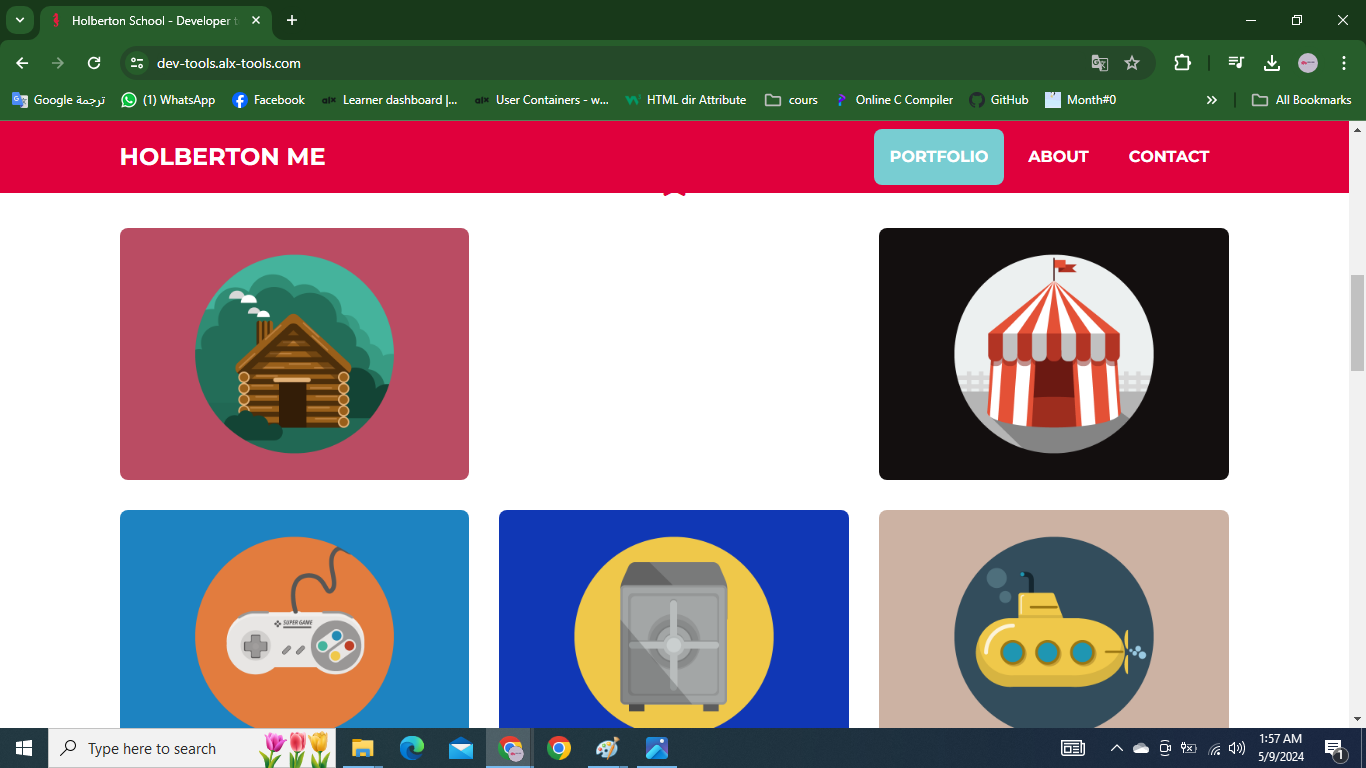 Holberton School - Developer t
dev-tools.alx-tools.com
ترجمة Google
(1) WhatsApp
Facebook
Learner dashboard |...
User Containers - w...
HTML dir Attribute
cours
Online C Compiler
GitHub
Month#0
All Bookmarks
HOLBERTON ME
PORTFOLIO
ABOUT
CONTACT
SUPER GAME
Type here to search
1:57 AM
5/9/2024
1